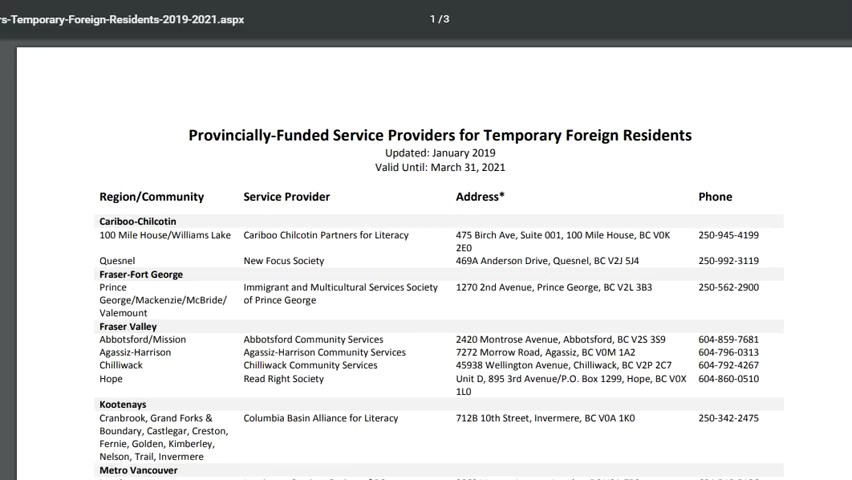 s-Temporary-Foreign-Residents-2019-2021.aspx
1 / 3
Provincially-Funded Service Providers for Temporary Foreign Residents
Updated: January 2019
Valid Until: March 31, 2021
Region/Community Service Provider Address* Phone
Cariboo-Chilcotin
100 Mile House/Williams Lake Cariboo Chilcotin Partners for Literacy 475 Birch Ave, Suite 001, 100 Mile House, BC V0K 250-945-4199
2E0
Quesnel New Focus Society 469A Anderson Drive, Quesnel, BC V2J 5J4 250-992-3119
Fraser-Fort George
Prince Immigrant and Multicultural Services Society 1270 2nd Avenue, Prince George, BC V2L 3B3 250-562-2900
George/Mackenzie/McBride/ of Prince George
Valemount
Fraser Valley
Abbotsford/Mission Abbotsford Community Services 2420 Montrose Avenue, Abbotsford, BC V2S 3S9 604-859-7681
Agassiz-Harrison Agassiz-Harrison Community Services 7272 Morrow Road, Agassiz, BC V0M 1A2 604-796-0313
Chilliwack Chilliwack Community Services 45938 Wellington Avenue, Chilliwack, BC V2P 2C7 604-792-4267
Hope Read Right Society Unit D, 895 3rd Avenue/P.O. Box 1299, Hope, BC V0X 604-860-0510
1L0
Kootenays
Cranbrook, Grand Forks & Columbia Basin Alliance for Literacy 712B 10th Street, Invermere, BC V0A 1K0 250-342-2475
Boundary, Castlegar, Creston,
Fernie, Golden, Kimberley,
Nelson, Trail, Invermere
Metro Vancouver